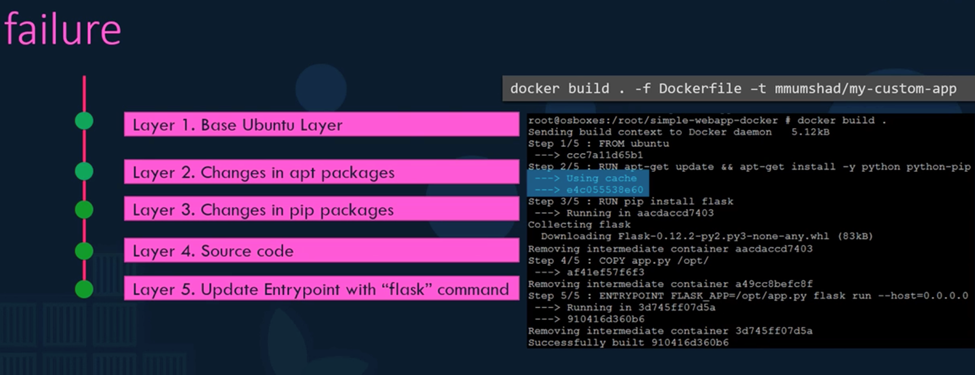 failure
docker build . -f Dockerfile –t mmumshad/my-custom-app
Layer 1. Base Ubuntu Layer
Layer 2. Changes in apt packages
Layer 3. Changes in pip packages
Layer 4. Source code
Layer 5. Update Entrypoint with “flask” command
root@osboxes:/root/simple-webapp-docker # docker build .
Sending build context to Docker daemon 5.12kB
Step 1/5 : FROM ubuntu
---> ccc7a11d65b1
Step 2/5 : RUN apt-get update && apt-get install -y python python-pip
---> Using cache
---> e4c055538e60
Step 3/5 : RUN pip install flask
---> Running in aacdaccd7403
Collecting flask
Downloading Flask-0.12.2-py2.py3-none-any.whl (83kB)
Removing intermediate container aacdaccd7403
Step 4/5 : COPY app.py /opt/
---> af41ef57f6f3
Removing intermediate container a49cc8befc8f
Step 5/5 : ENTRYPOINT FLASK_APP=/opt/app.py flask run --host=0.0.0.0
---> Running in 3d745ff07d5a
---> 910416d360b6
Removing intermediate container 3d745ff07d5a
Successfully built 910416d360b6